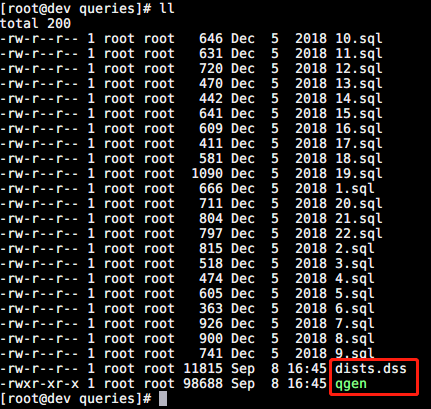 [root@dev queries]# ll
total 200
-rw-r--r-- 1 root root   646 Dec  5  2018 10.sql
-rw-r--r-- 1 root root   631 Dec  5  2018 11.sql
-rw-r--r-- 1 root root   720 Dec  5  2018 12.sql
-rw-r--r-- 1 root root   470 Dec  5  2018 13.sql
-rw-r--r-- 1 root root   442 Dec  5  2018 14.sql
-rw-r--r-- 1 root root   641 Dec  5  2018 15.sql
-rw-r--r-- 1 root root   609 Dec  5  2018 16.sql
-rw-r--r-- 1 root root   411 Dec  5  2018 17.sql
-rw-r--r-- 1 root root   581 Dec  5  2018 18.sql
-rw-r--r-- 1 root root  1090 Dec  5  2018 19.sql
-rw-r--r-- 1 root root   666 Dec  5  2018 1.sql
-rw-r--r-- 1 root root   711 Dec  5  2018 20.sql
-rw-r--r-- 1 root root   804 Dec  5  2018 21.sql
-rw-r--r-- 1 root root   797 Dec  5  2018 22.sql
-rw-r--r-- 1 root root   815 Dec  5  2018 2.sql
-rw-r--r-- 1 root root   518 Dec  5  2018 3.sql
-rw-r--r-- 1 root root   474 Dec  5  2018 4.sql
-rw-r--r-- 1 root root   605 Dec  5  2018 5.sql
-rw-r--r-- 1 root root   363 Dec  5  2018 6.sql
-rw-r--r-- 1 root root   926 Dec  5  2018 7.sql
-rw-r--r-- 1 root root   900 Dec  5  2018 8.sql
-rw-r--r-- 1 root root   741 Dec  5  2018 9.sql
-rw-r--r-- 1 root root 11815 Sep  8 16:45 dists.dss
-rwxr-xr-x 1 root root 98688 Sep  8 16:45 qgen
[root@dev queries]#